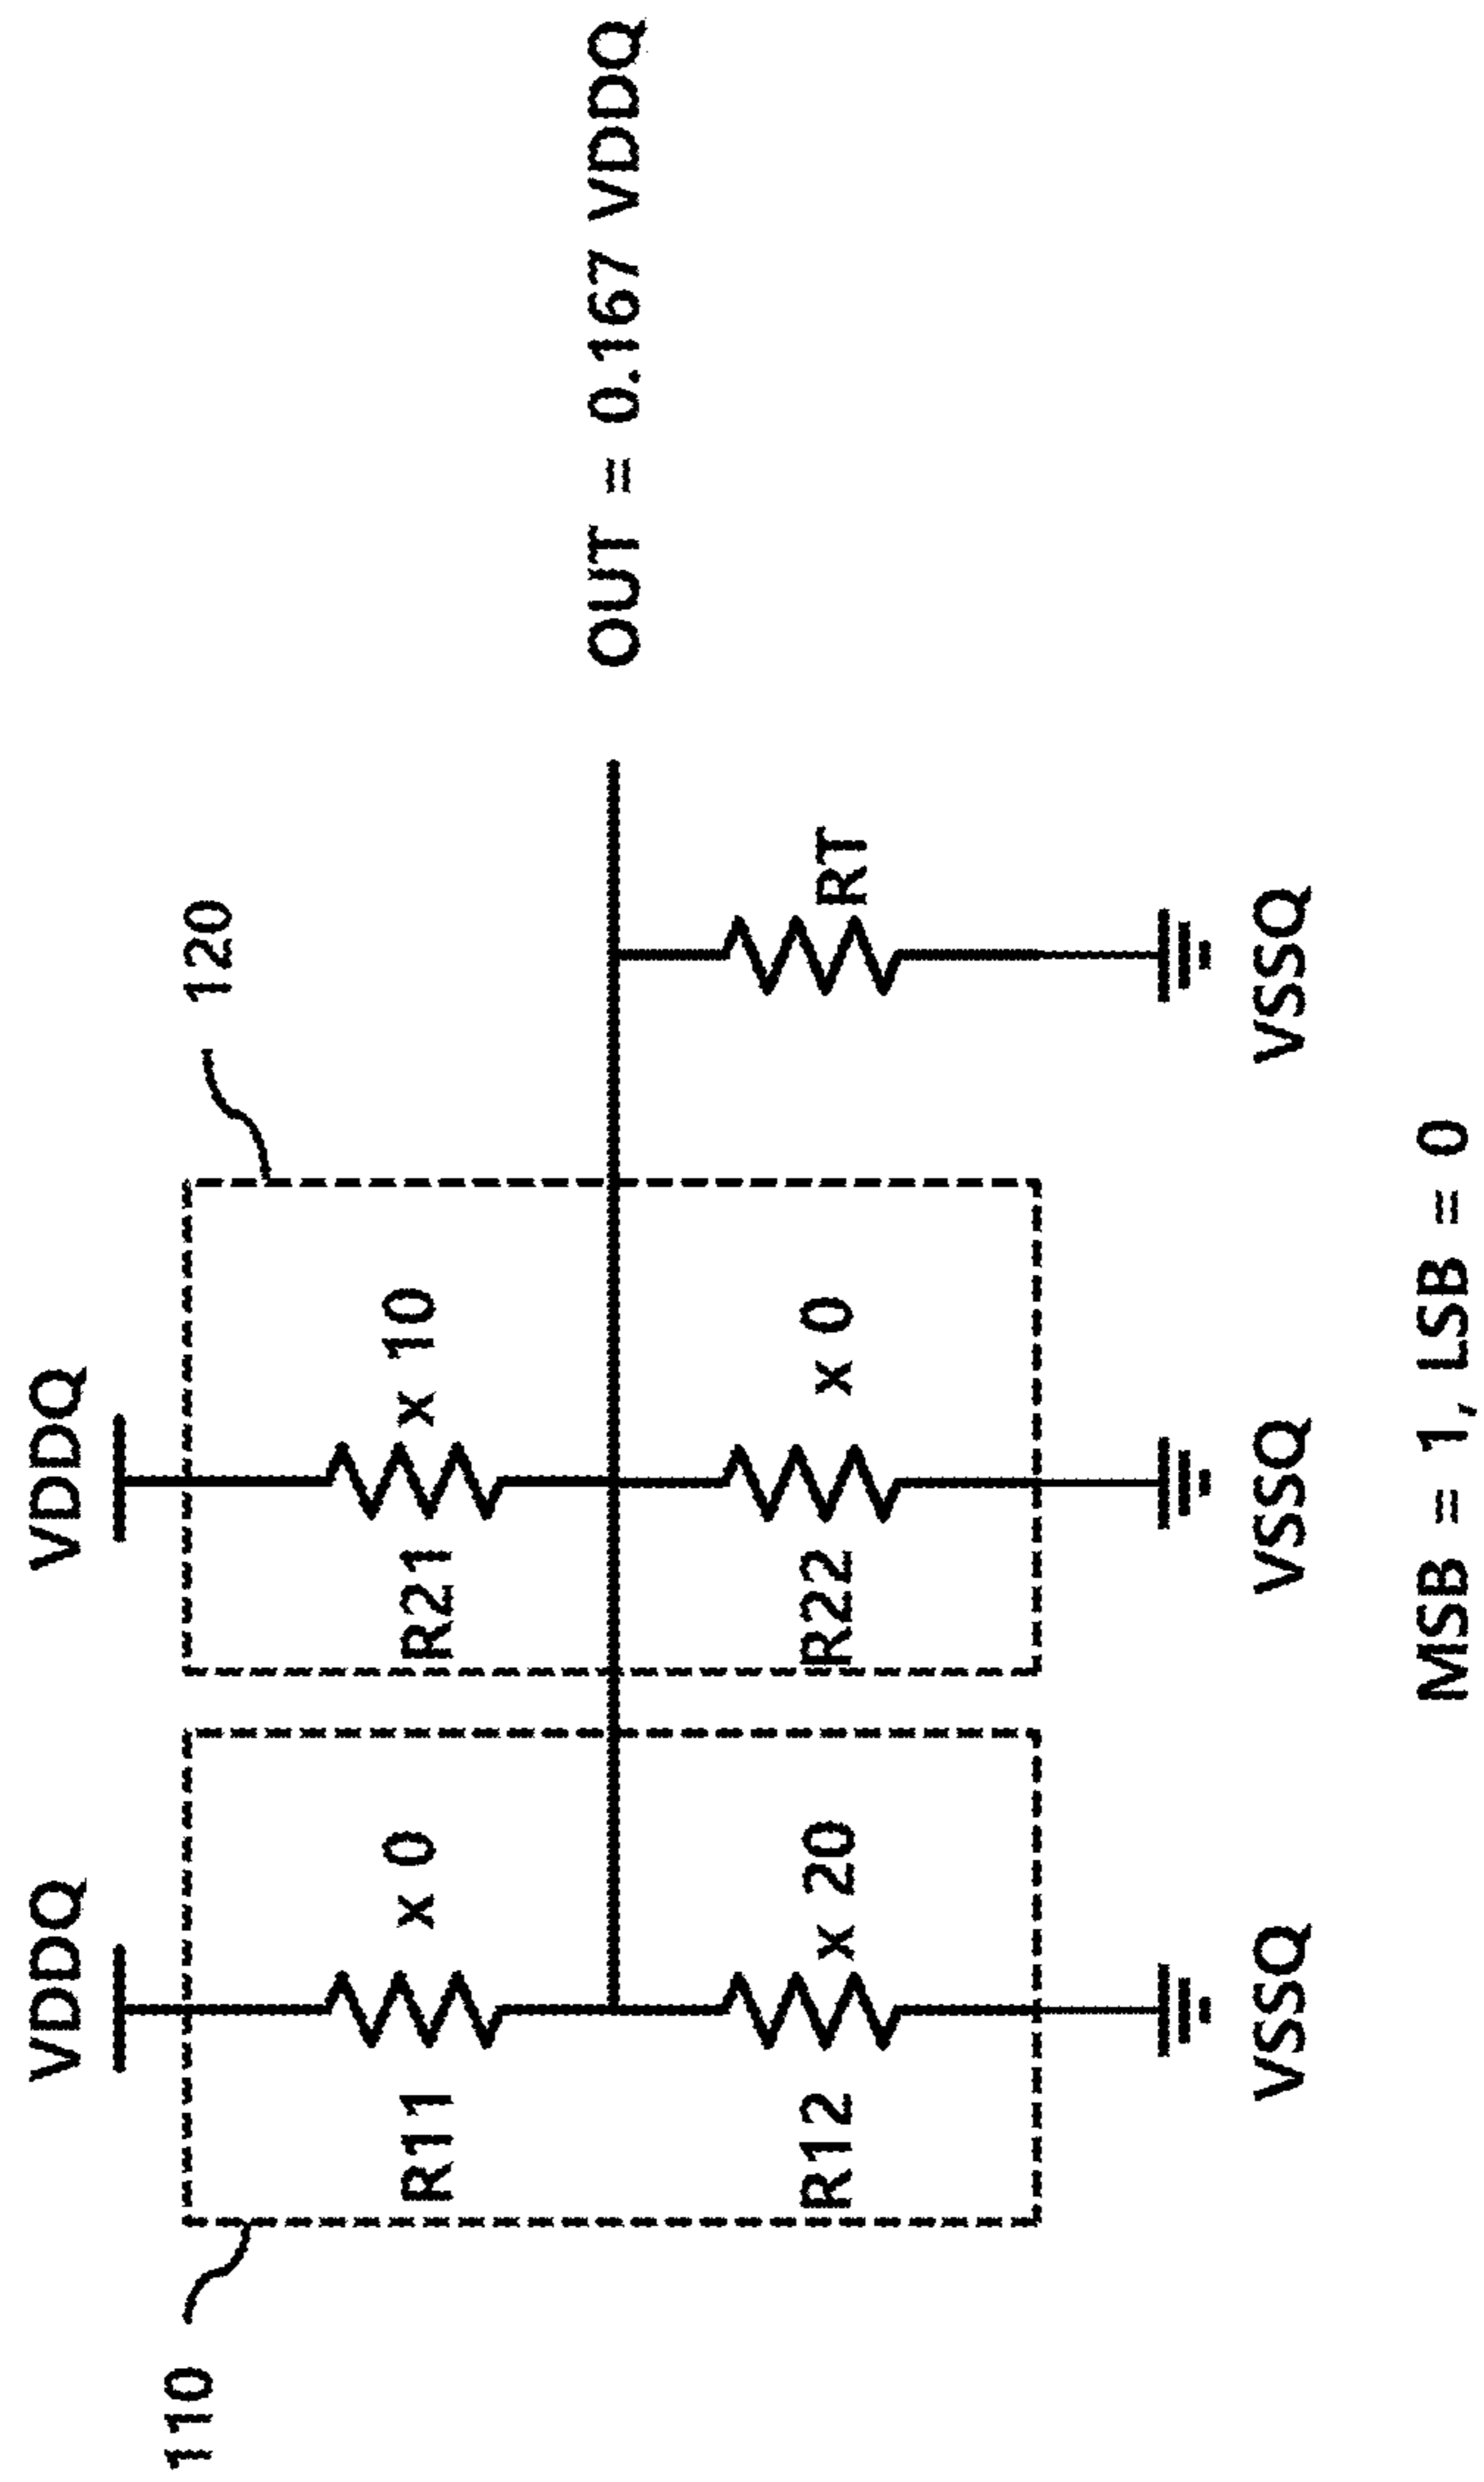 VDDQ VDDQ
110
120
R11 x 0
R21 x 10
OUT = 0.167 VDDQ
R12 x 20
R22 x 0
RT
VSSQ VSSQ VSSQ
MSB = 1, LSB = 0